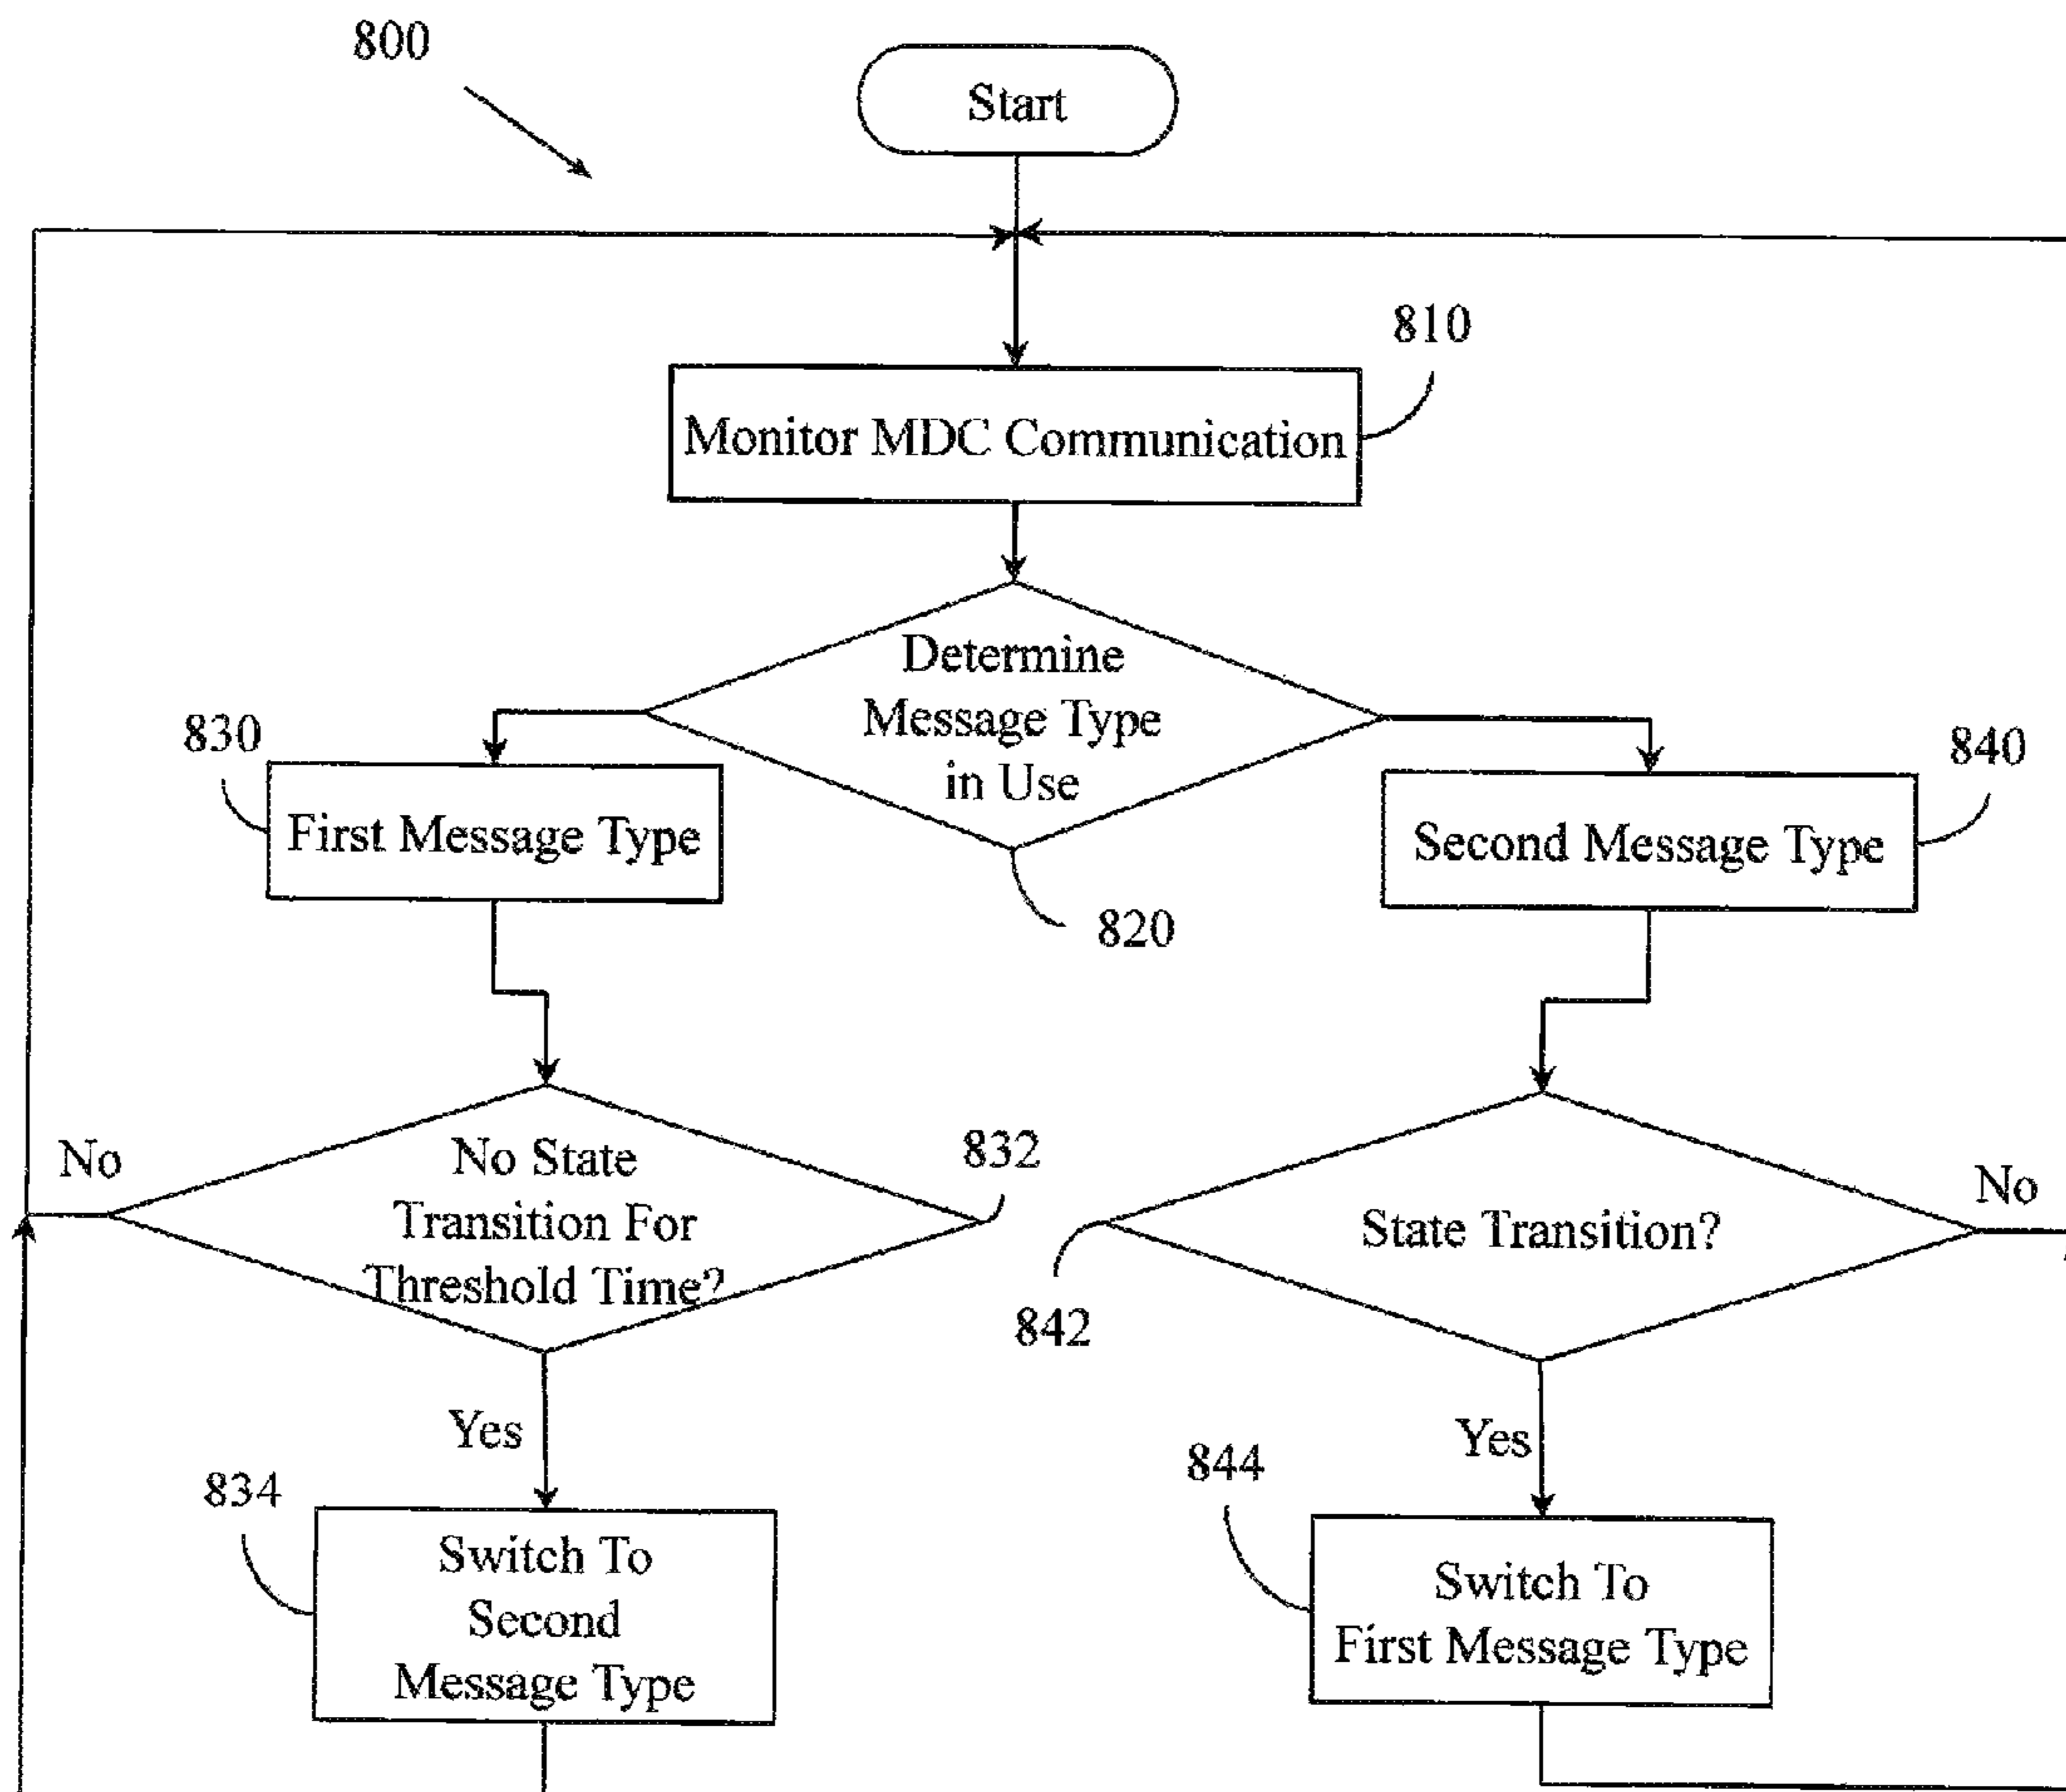 800
Start
810
Monitor MDC Communication
Determine
Message Type
in Use
830
First Message Type
840
Second Message Type
820
No
No State
Transition For
Threshold Time?
832
State Transition?
No
842
Yes
Yes
834
Switch To
Second
Message Type
844
Switch To
First Message Type